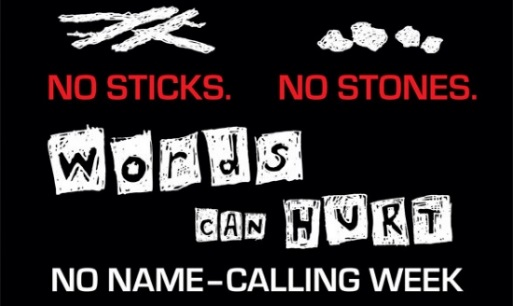 NO STICKS. NO STONES.
words
CAN HURT
NO NAME-CALLING WEEK